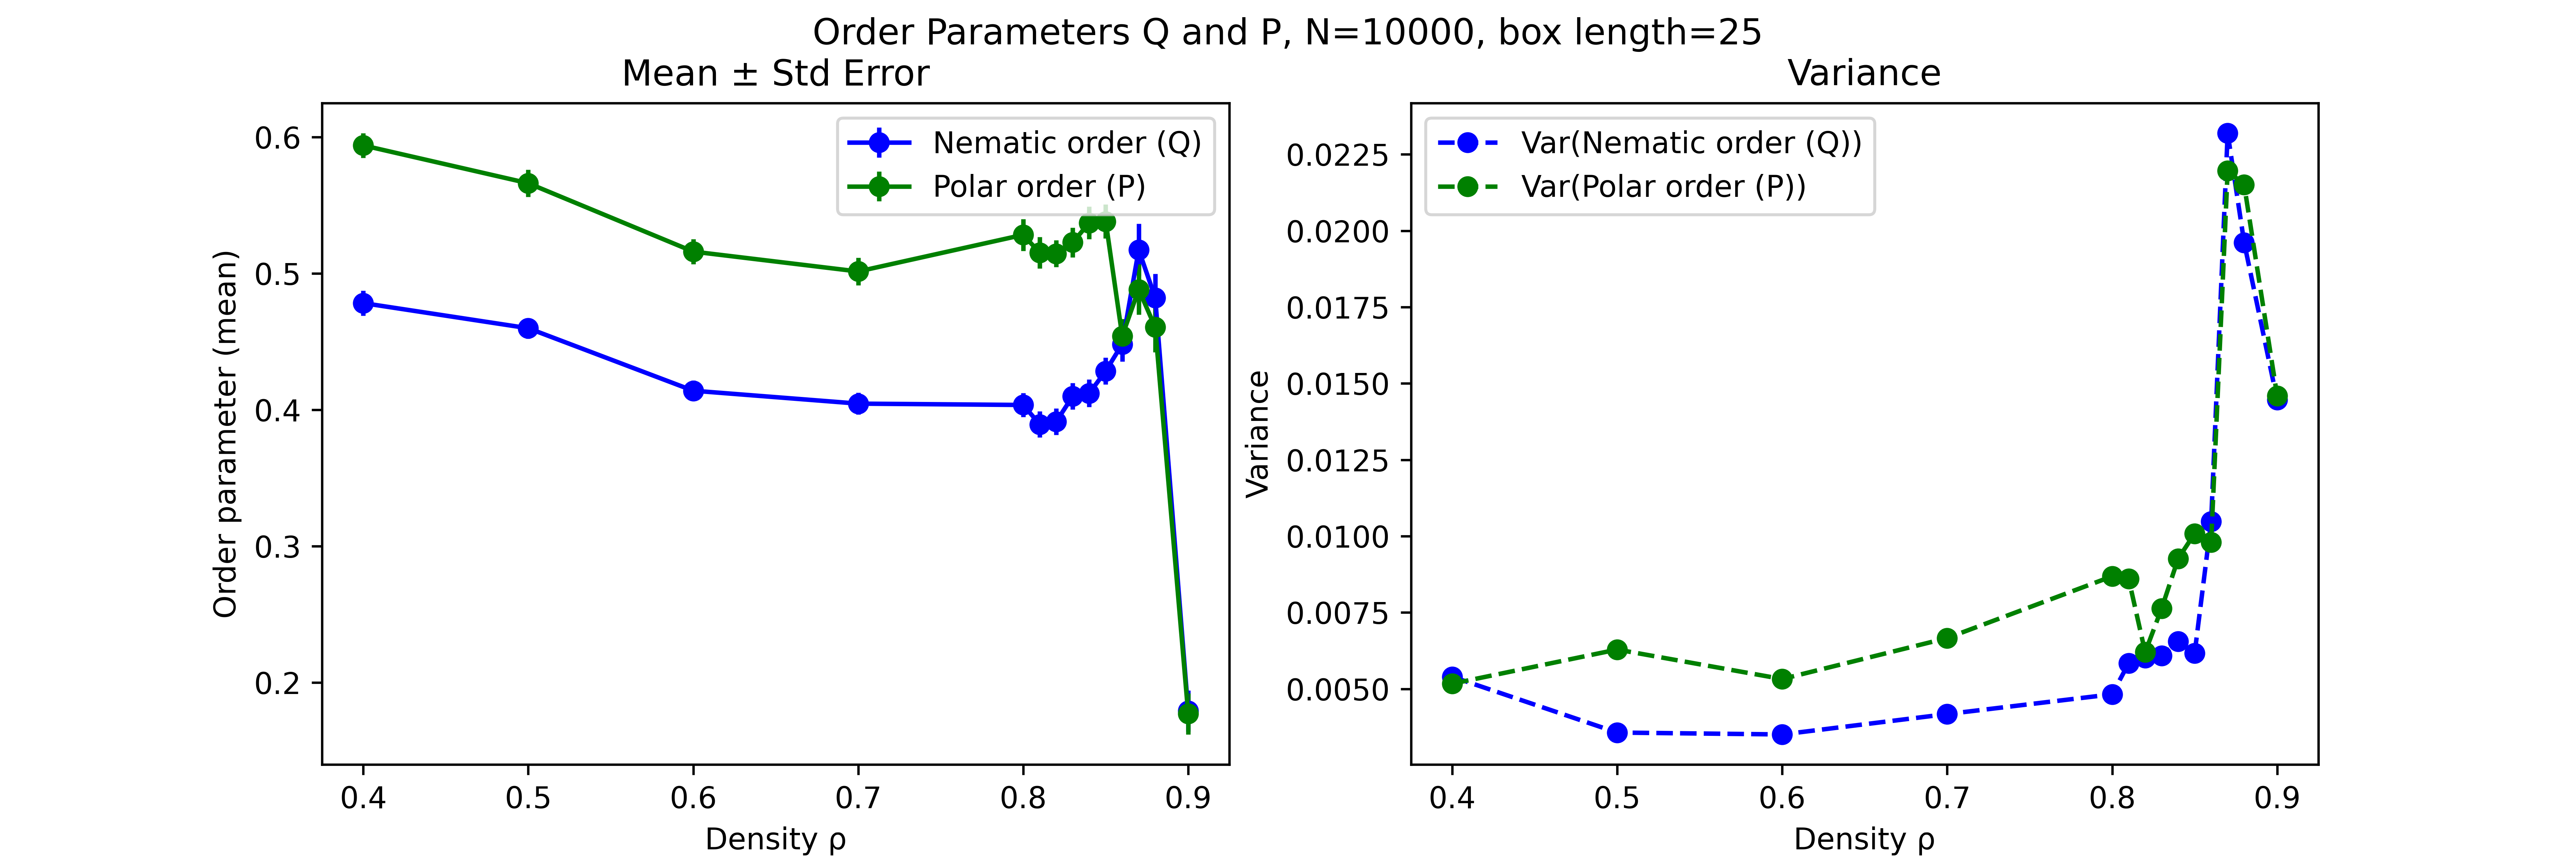 Order Parameters Q and P, N=10000, box length=25
Mean ± Std Error
Nematic order (Q)
Polar order (P)
Order parameter (mean)
0.6
0.5
0.4
0.3
0.2
0.4 0.5 0.6 0.7 0.8 0.9
Density ρ
Variance
Var(Nematic order (Q))
Var(Polar order (P))
Variance
0.0225
0.0200
0.0175
0.0150
0.0125
0.0100
0.0075
0.0050
0.4 0.5 0.6 0.7 0.8 0.9
Density ρ